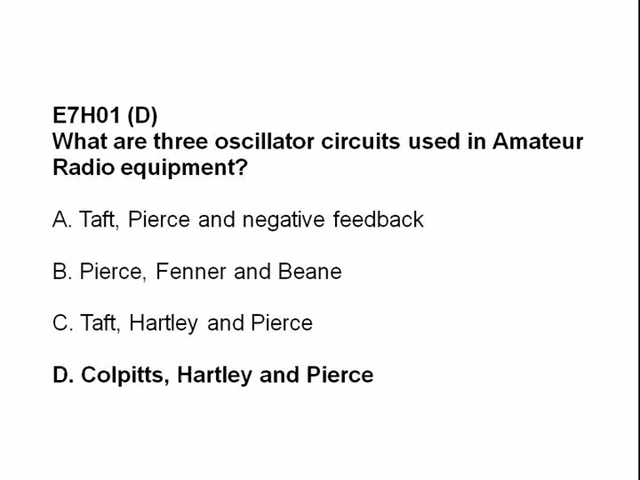 E7H01 (D)
What are three oscillator circuits used in Amateur
Radio equipment?
A. Taft, Pierce and negative feedback
B. Pierce, Fenner and Beane
C. Taft, Hartley and Pierce
D. Colpitts, Hartley and Pierce